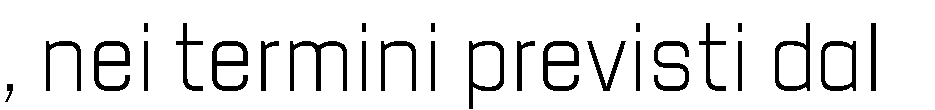 , nei termini previsti dal